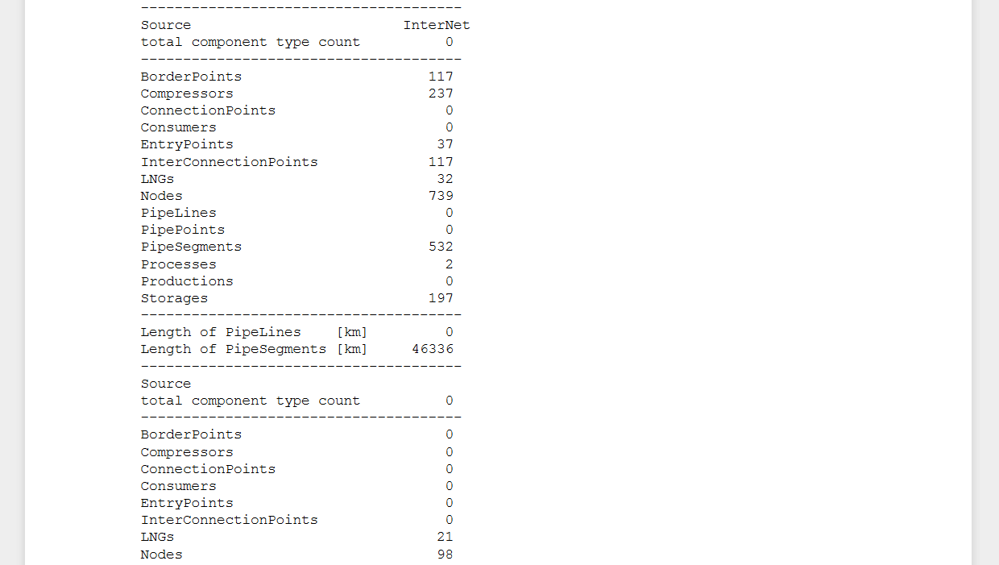 --------------------------------------
Source                         InterNet
total component type count          0
--------------------------------------
BorderPoints                      117
Compressors                       237
ConnectionPoints                    0
Consumers                           0
EntryPoints                        37
InterConnectionPoints             117
LNGs                               32
Nodes                             739
PipeLines                           0
PipePoints                          0
PipeSegments                      532
Processes                           2
Productions                         0
Storages                          197
--------------------------------------
Length of PipeLines    [km]         0
Length of PipeSegments [km]     46336
--------------------------------------
Source
total component type count          0
--------------------------------------
BorderPoints                        0
Compressors                         0
ConnectionPoints                    0
Consumers                           0
EntryPoints                         0
InterConnectionPoints               0
LNGs                               21
Nodes                              98